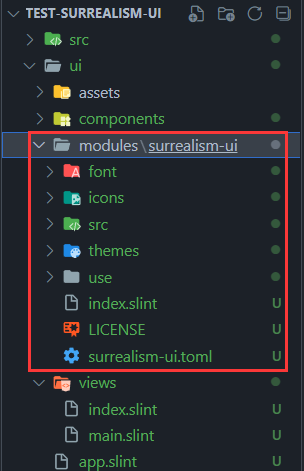 TEST-SURREALISM-UI
src
ui
assets
components
modules\surrealism-ui
font
icons
src
themes
use
index.slint U
LICENSE U
surrealism-ui.toml U
views
index.slint U
main.slint U
app.slint U